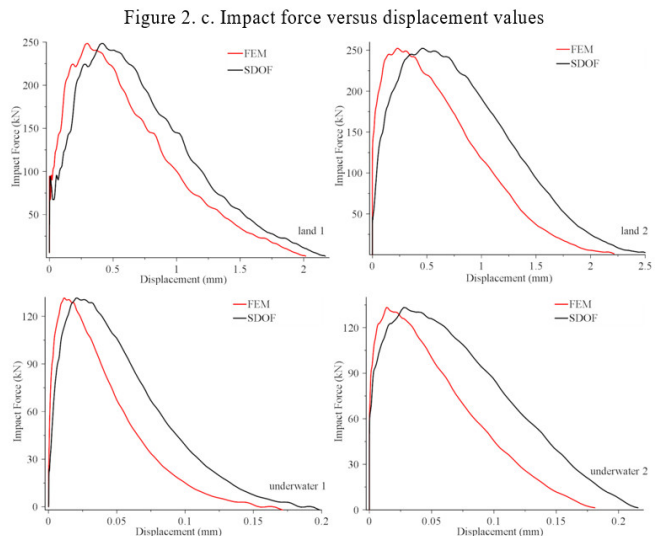 Figure 2. c. Impact force versus displacement values
250
200
150
100
50
Impact Force (kN)
FEM
SDOF
land 1
0
0.5
1
1.5
2
Displacement (mm)
250
200
150
100
50
Impact Force (kN)
FEM
SDOF
land 2
0
0.5
1
1.5
2
2.5
Displacement (mm)
120
90
60
30
0
Impact Force (kN)
FEM
SDOF
underwater 1
0
0.05
0.1
0.15
0.2
Displacement (mm)
120
90
60
30
0
Impact Force (kN)
FEM
SDOF
underwater 2
0
0.05
0.1
0.15
0.2
Displacement (mm)